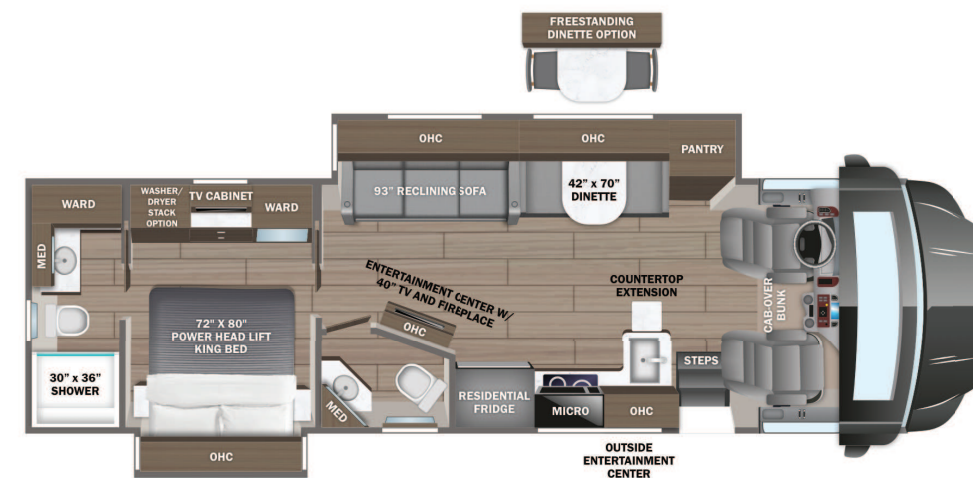 FREESTANDING
DINETTE OPTION
OHC
OHC
PANTRY
93” RECLINING SOFA
42” x 70”
DINETTE
WARD
WASHER/
DRYER
STACK
OPTION
TV CABINET
WARD
MED
ENTERTAINMENT CENTER W/
40” TV AND FIREPLACE
OHC
COUNTERTOP
EXTENSION
CAB-OVER
BUNK
72” X 80”
POWER HEAD LIFT
KING BED
30” x 36”
SHOWER
MED
RESIDENTIAL
FRIDGE
MICRO
OHC
STEPS
OHC
OUTSIDE
ENTERTAINMENT
CENTER